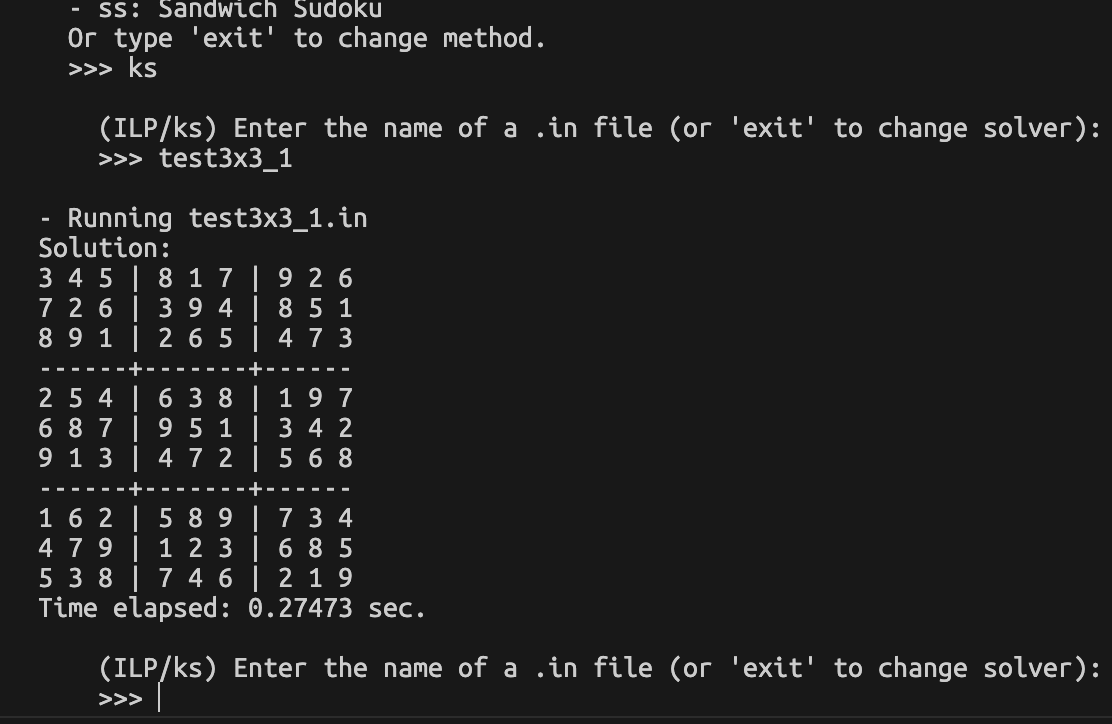 - ss: Sandwich Sudoku
Or type 'exit' to change method.
>>> ks
(ILP/ks) Enter the name of a .in file (or 'exit' to change solver):
>>> test3x3_1
- Running test3x3_1.in
Solution:
3 4 5 | 8 1 7 | 9 2 6
7 2 6 | 3 9 4 | 8 5 1
8 9 1 | 2 6 5 | 4 7 3
------+-------+------
2 5 4 | 6 3 8 | 1 9 7
6 8 7 | 9 5 1 | 3 4 2
9 1 3 | 4 7 2 | 5 6 8
------+-------+------
1 6 2 | 5 8 9 | 7 3 4
4 7 9 | 1 2 3 | 6 8 5
5 3 8 | 7 4 6 | 2 1 9
Time elapsed: 0.27473 sec.
(ILP/ks) Enter the name of a .in file (or 'exit' to change solver):
>>>